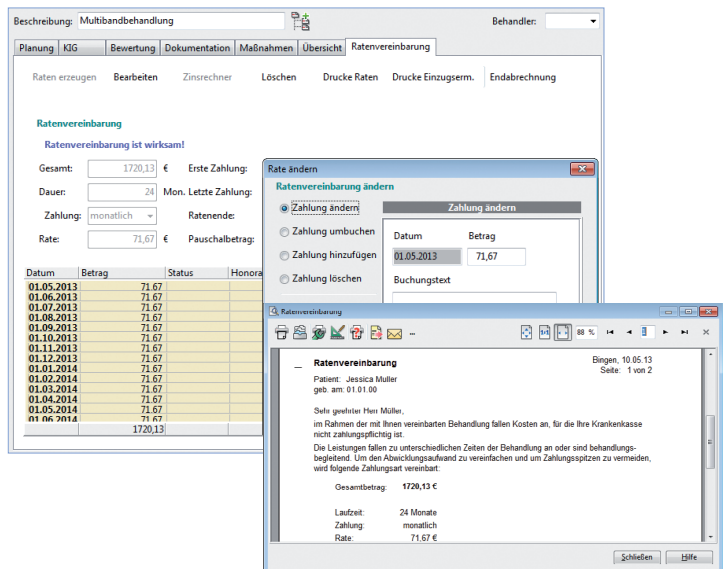 Beschreibung: Multibandbehandlung Behandler:
Planung KIG Bewertung Dokumentation Maßnahmen Übersicht Ratenvereinbarung
Raten erzeugen Bearbeiten Zinsrechner Löschen Drucke Raten Drucke Einzugserm. Endabrechnung
Ratenvereinbarung
Ratenvereinbarung ist wirksam!
Gesamt: 1720,13 € Erste Zahlung:
Dauer: 24 Mon. Letzte Zahlung:
Zahlung: monatlich Ratenende:
Rate: 71,67 € Pauschalbetrag:
Datum Betrag Status Honora
01.05.2013 71.67
01.06.2013 71.67
01.07.2013 71.67
01.08.2013 71.67
01.09.2013 71.67
01.10.2013 71.67
01.11.2013 71.67
01.12.2013 71.67
01.01.2014 71.67
01.02.2014 71.67
01.03.2014 71.67
01.04.2014 71.67
01.05.2014 71.67
01.06.2014 71.67
1720,13
Rate ändern
Ratenvereinbarung ändern
Zahlung ändern
Zahlung umbuchen
Zahlung hinzufügen
Zahlung löschen
Zahlung ändern
Datum Betrag
01.05.2013 71,67
Buchungstext
Ratenvereinbarung
1:1 88 % 1
Ratenvereinbarung Bingen, 10.05.13
Seite: 1 von 2
Patient: Jessica Muller
geb. am: 01.01.00
Sehr geehrter Herr Müller,
im Rahmen der mit Ihnen vereinbarten Behandlung fallen Kosten an, für die Ihre Krankenkasse
nicht zahlungspflichtig ist.
Die Leistungen fallen zu unterschiedlichen Zeiten der Behandlung an oder sind behandlungs-
begleitend. Um den Abwicklungsaufwand zu vereinfachen und um Zahlungsspitzen zu vermeiden,
wird folgende Zahlungsart vereinbart:
Gesamtbetrag: 1720,13 €
Laufzeit: 24 Monate
Zahlung: monatlich
Rate: 71,67 €
Schließen Hilfe